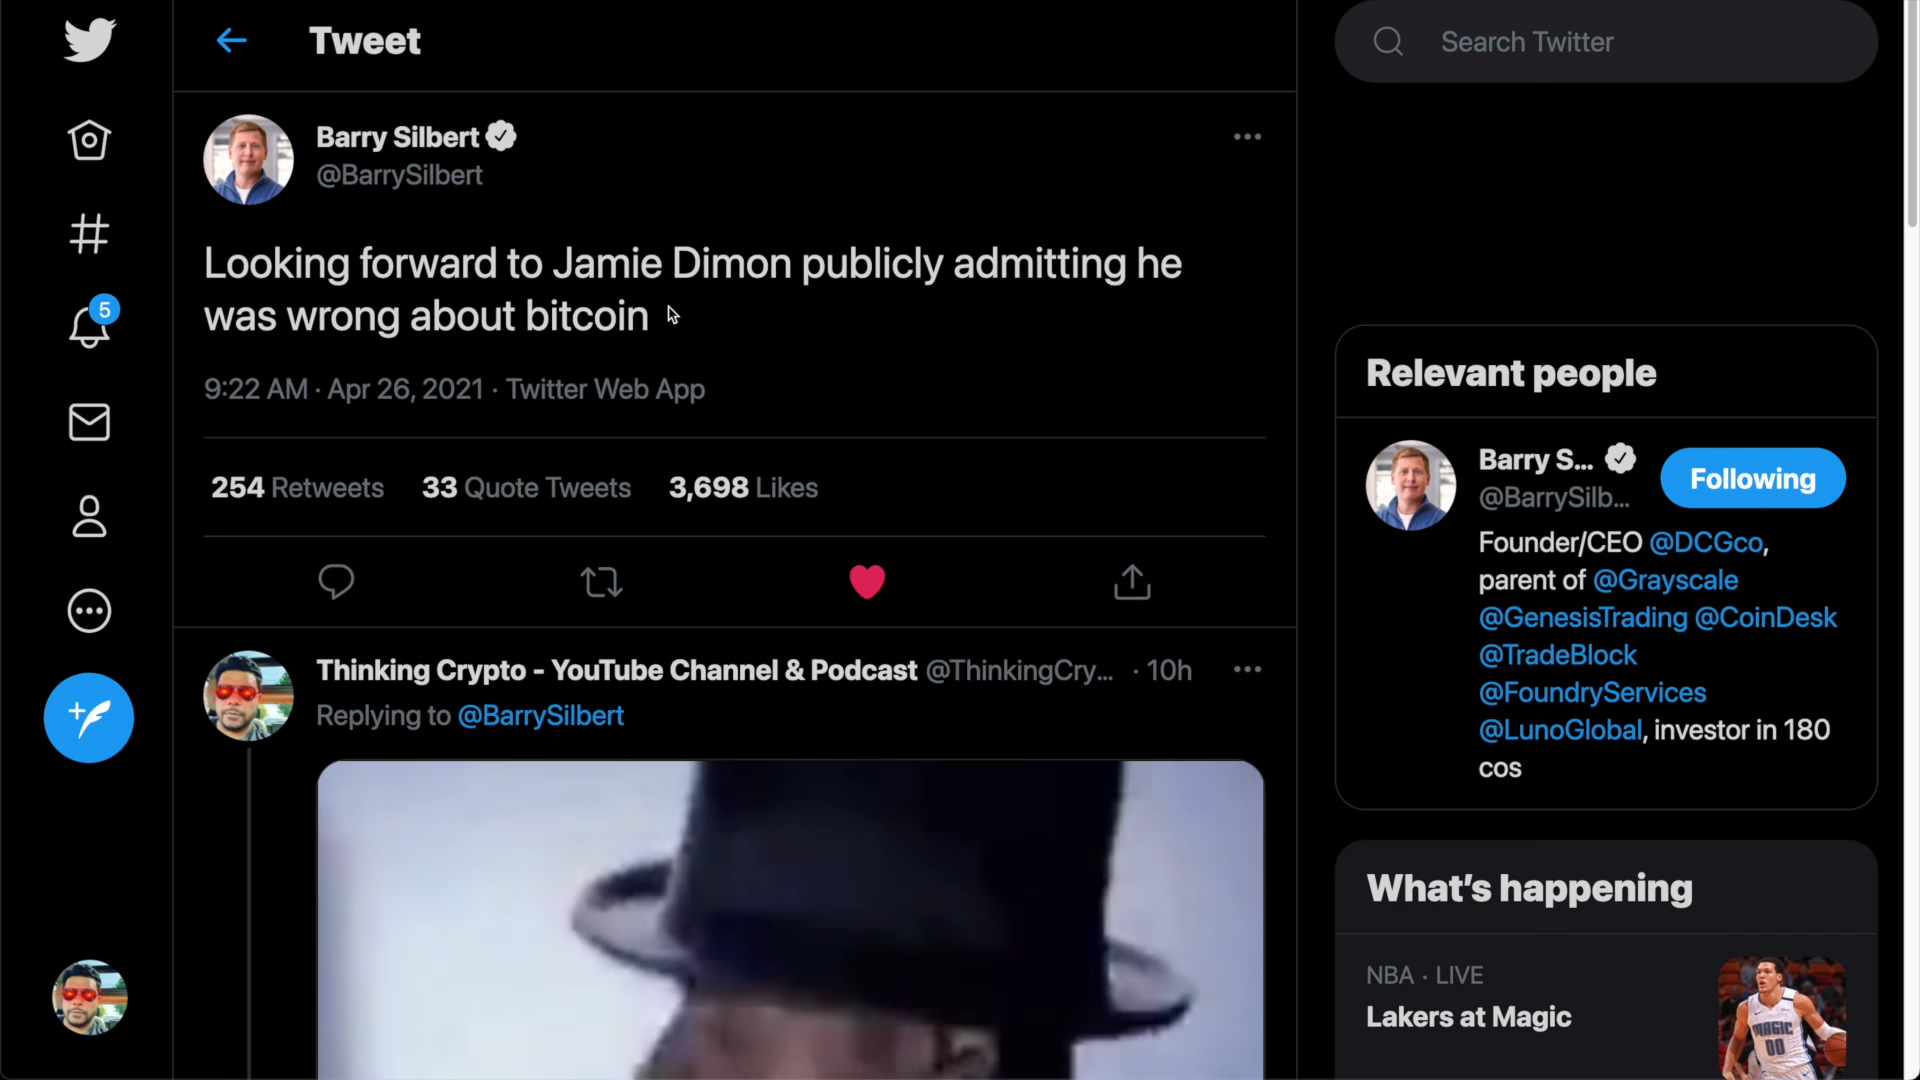 Tweet
Search Twitter
Barry Silbert
@BarrySilbert
Looking forward to Jamie Dimon publicly admitting he
was wrong about bitcoin
9:22 AM · Apr 26, 2021 · Twitter Web App
254 Retweets 33 Quote Tweets 3,698 Likes
Thinking Crypto - YouTube Channel & Podcast @ThinkingCry... · 10h
Replying to @BarrySilbert
5
Relevant people
Barry S...
@BarrySilb...
Following
Founder/CEO @DCGco,
parent of @Grayscale
@GenesisTrading @CoinDesk
@TradeBlock
@FoundryServices
@LunoGlobal, investor in 180
cos
What's happening
NBA · LIVE
Lakers at Magic
MAGIC
00